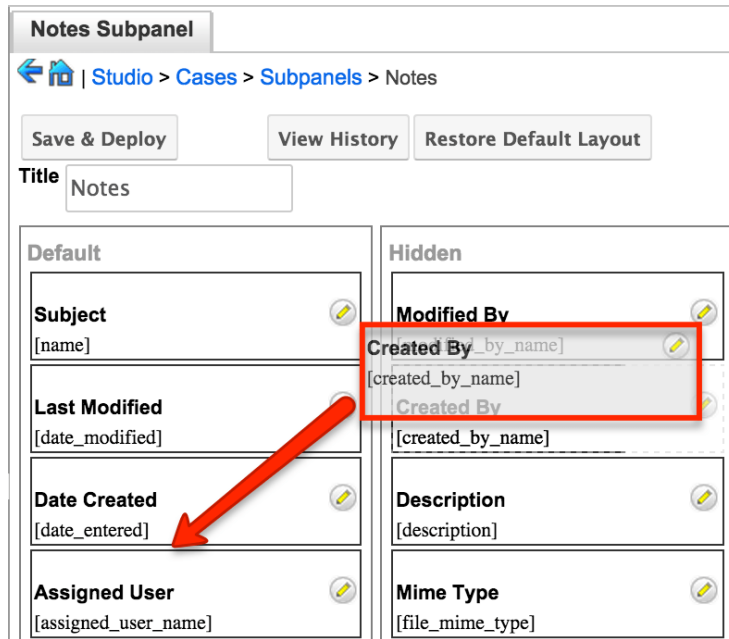 Notes Subpanel
| Studio > Cases > Subpanels > Notes
Save & Deploy View History Restore Default Layout
Title Notes
Default
Subject
[name]
Last Modified
[date_modified]
Date Created
[date_entered]
Assigned User
[assigned_user_name]
Hidden
Modified By
[modified_by_name]
Created By
[created_by_name]
Created By
[created_by_name]
Description
[description]
Mime Type
[file_mime_type]